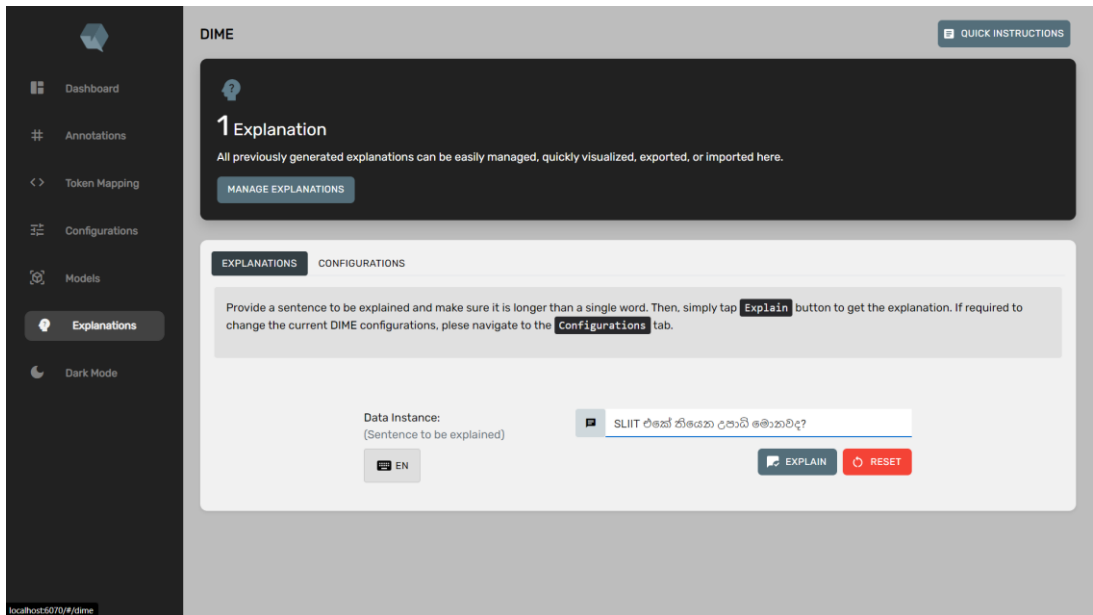 DIME
QUICK INSTRUCTIONS
Dashboard
Annotations
Token Mapping
Configurations
Models
Explanations
Dark Mode
1 Explanation
All previously generated explanations can be easily managed, quickly visualized, exported, or imported here.
MANAGE EXPLANATIONS
EXPLANATIONS CONFIGURATIONS
Provide a sentence to be explained and make sure it is longer than a single word. Then, simply tap Explain button to get the explanation. If required to
change the current DIME configurations, plese navigate to the Configurations tab.
Data Instance:
(Sentence to be explained)
SLIIT එකේ තියෙන උපාධි මොනවද?
EN
EXPLAIN RESET
localhost:6070/#/dime